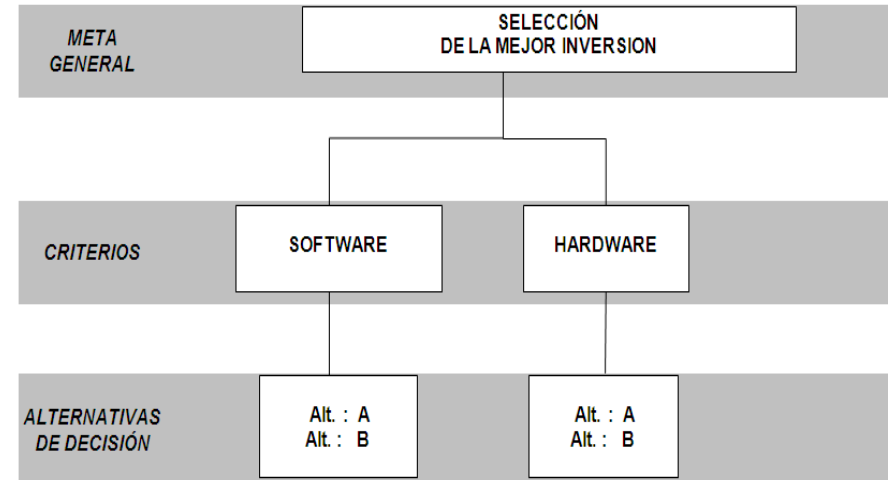 META
GENERAL
SELECCIÓN
DE LA MEJOR INVERSION
CRITERIOS
SOFTWARE
HARDWARE
ALTERNATIVAS
DE DECISIÓN
Alt. : A
Alt. : B
Alt. : A
Alt. : B